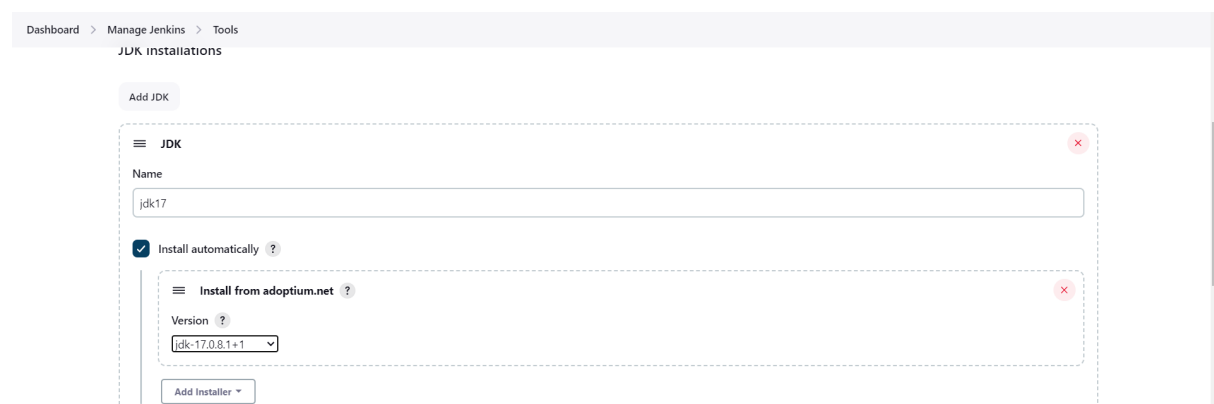 Dashboard > Manage Jenkins > Tools
JDK installations
Add JDK
JDK
Name
jdk17
Install automatically ?
Install from adoptium.net ?
Version ?
jdk-17.0.8.1+1
Add Installer